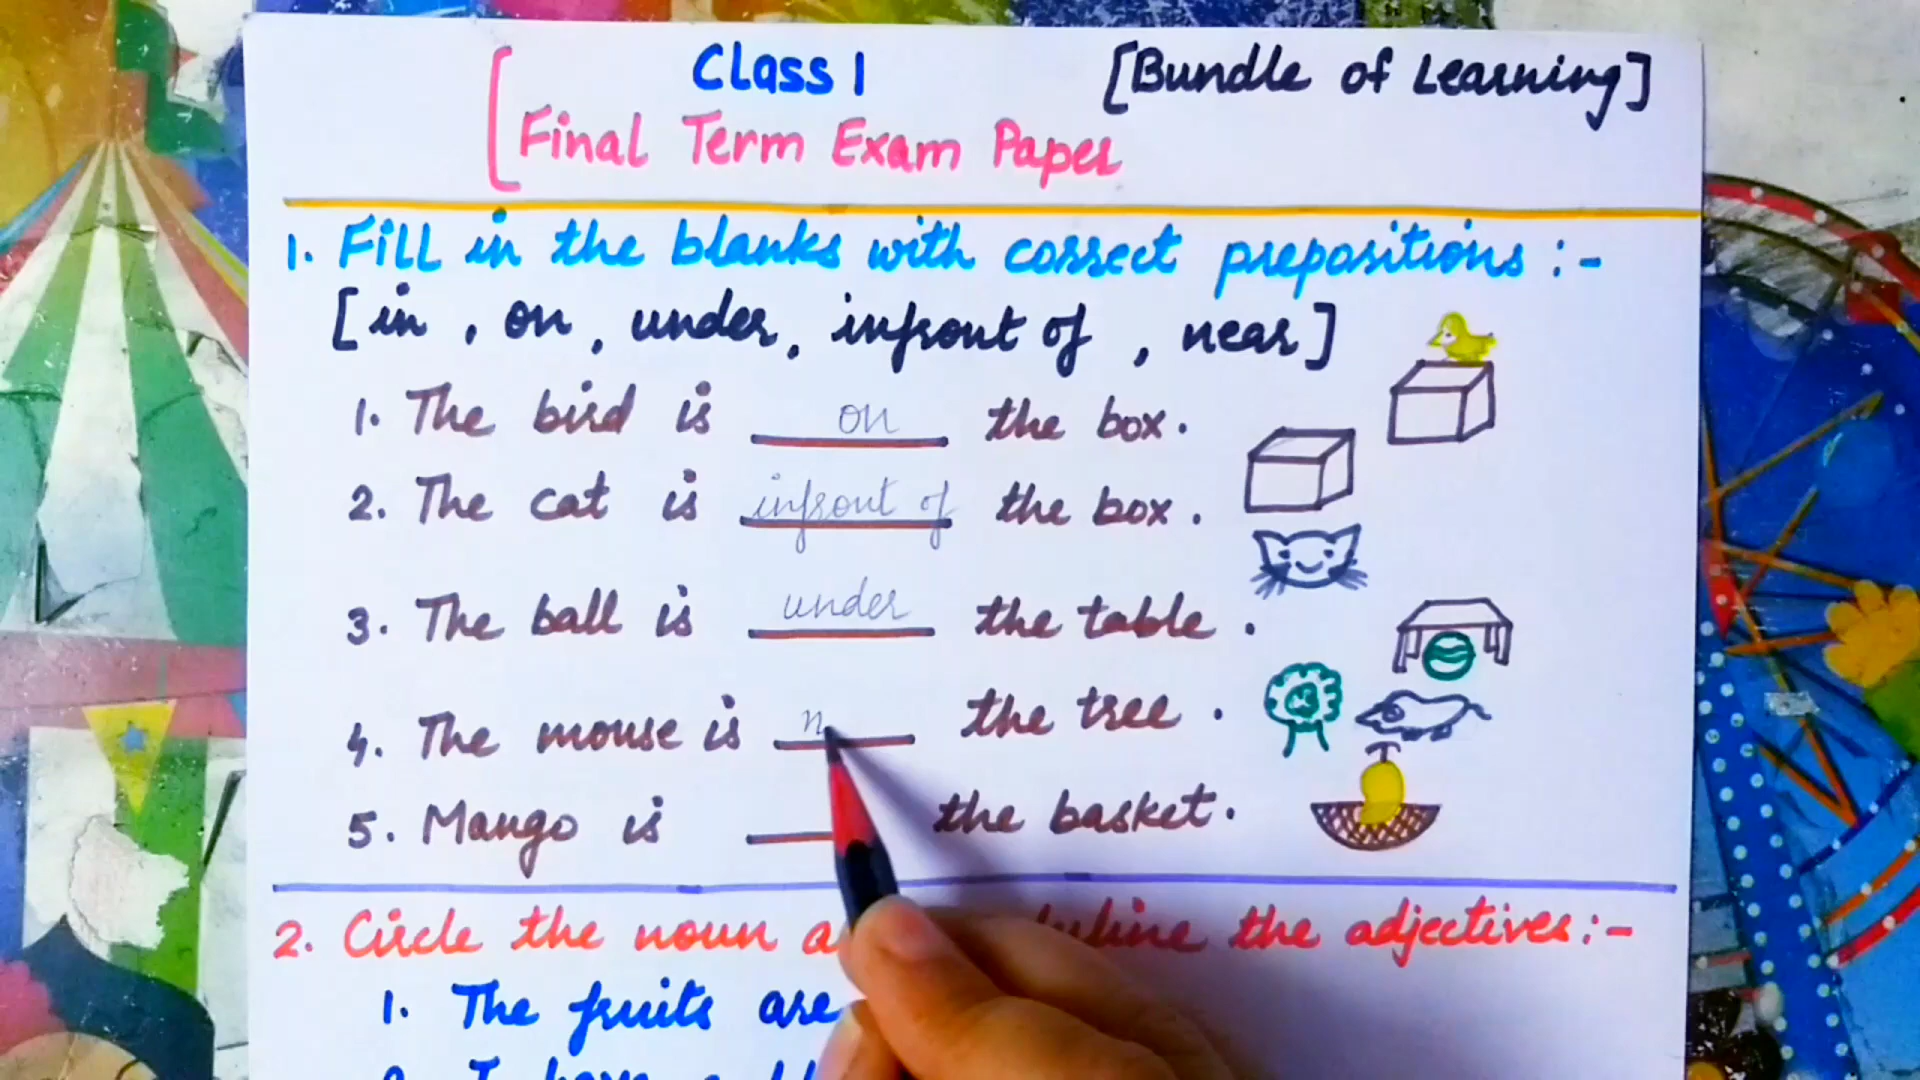 Class 1 [Bundle of Learning]
[Final Term Exam Paper
1. Fill in the blanks with correct prepositions :-
[in , on, under, infront of , near]
1. The bird is on the box.
2. The cat is infront of the box.
3. The ball is under the table.
4. The mouse is n the tree.
5. Mango is ____ the basket.
2. Circle the noun the adjectives:-
1. The fruits are